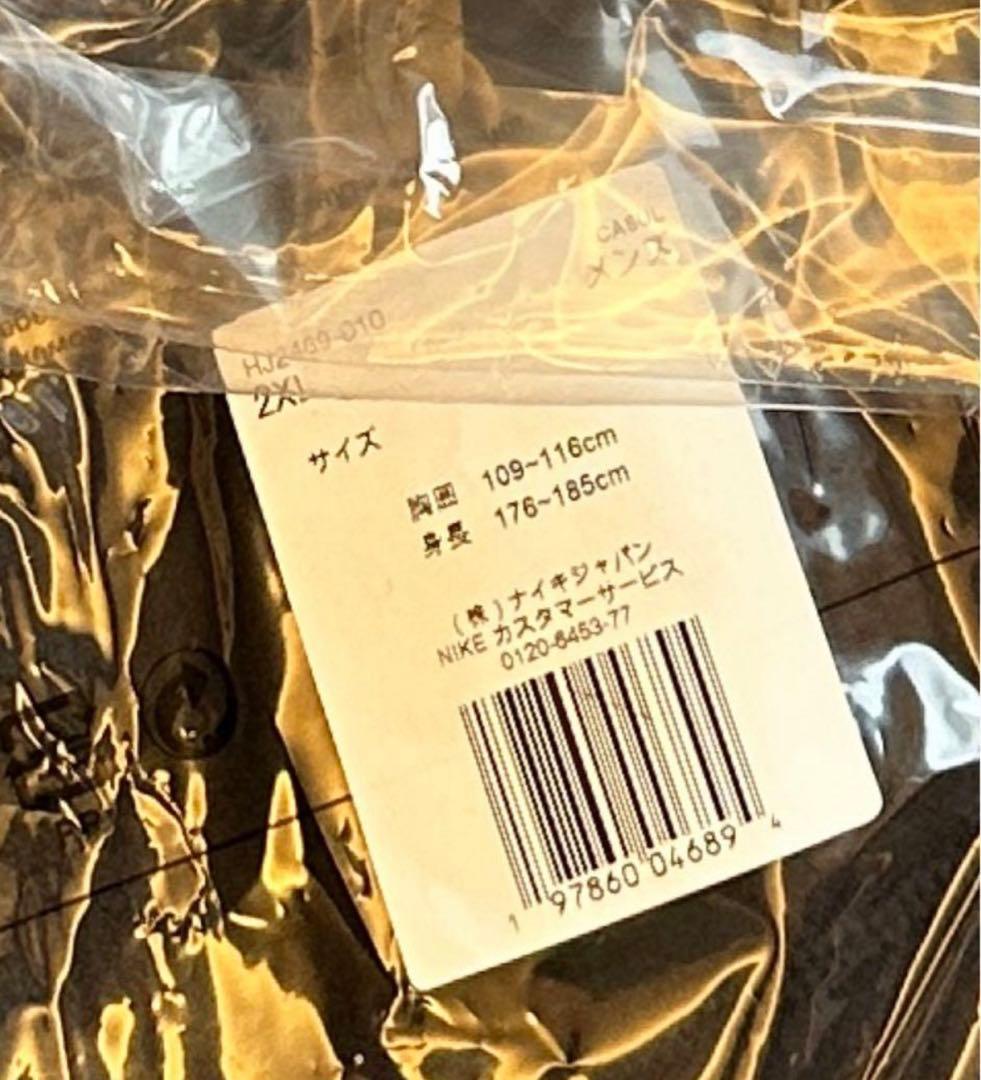 CABUL
メンズ
HJ2469-010
2XL
サイズ
胸囲 109~116cm
身長 176~185cm
(株)ナイキジャパン
NIKE カスタマーサービス
0120-6453-77
1 97860 04689 4